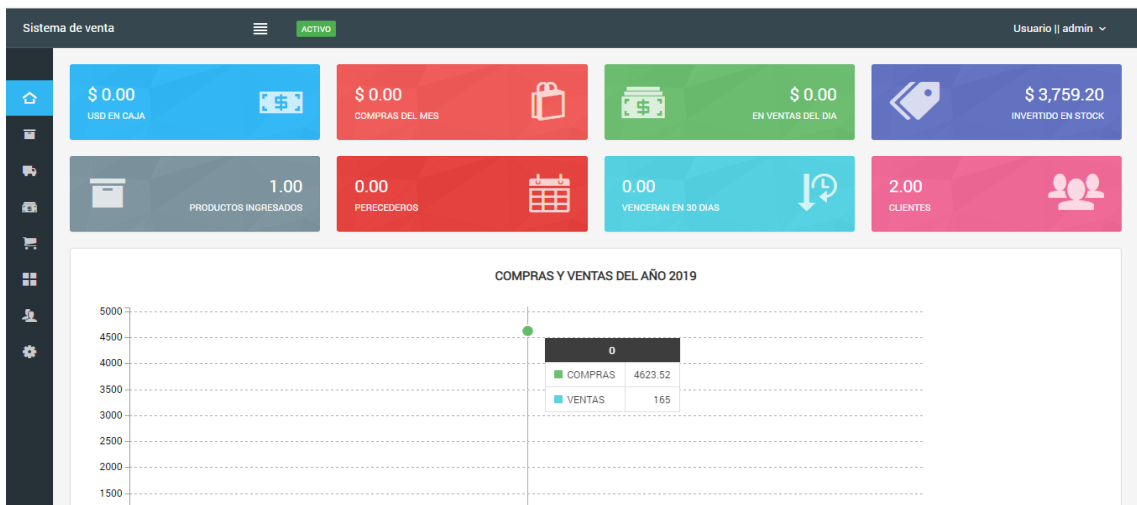 Sistema de venta
ACTIVO
Usuario || admin
$ 0.00
USD EN CAJA
$ 0.00
COMPRAS DEL MES
$ 0.00
EN VENTAS DEL DIA
$ 3,759.20
INVERTIDO EN STOCK
1.00
PRODUCTOS INGRESADOS
0.00
PERECEDEROS
0.00
VENCERAN EN 30 DIAS
2.00
CLIENTES
COMPRAS Y VENTAS DEL AÑO 2019
5000
4500
4000
3500
3000
2500
2000
1500
0
COMPRAS 4623.52
VENTAS 165